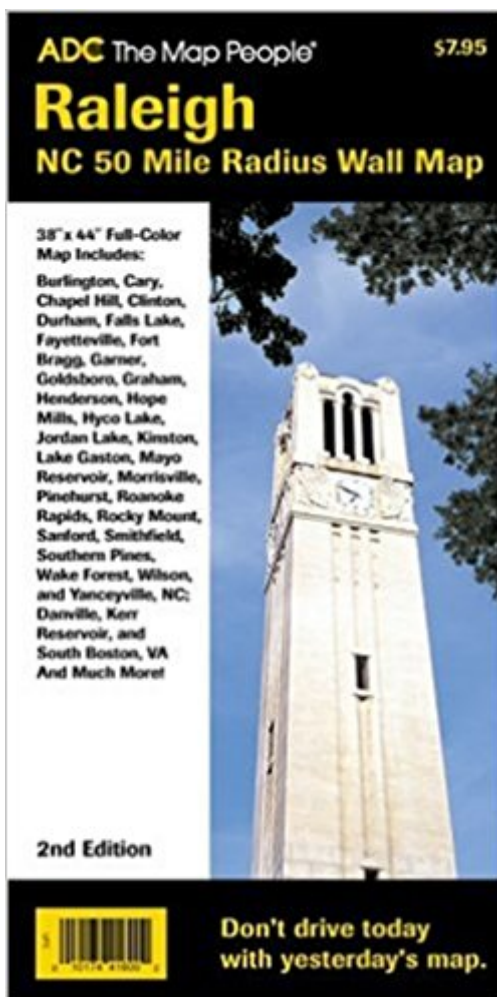 ADC The Map People®
$7.95
Raleigh
NC 50 Mile Radius Wall Map
38"x 44" Full-Color
Map Includes:
Burlington, Cary,
Chapel Hill, Clinton,
Durham, Falls Lake,
Fayetteville, Fort
Bragg, Garner,
Goldsboro, Graham,
Henderson, Hope
Mills, Hyco Lake,
Jordan Lake, Kinston,
Lake Gaston, Mayo
Reservoir, Morrisville,
Pinehurst, Roanoke
Rapids, Rocky Mount,
Sanford, Smithfield,
Southern Pines,
Wake Forest, Wilson,
and Yanceyville, NC;
Danville, Kerr
Reservoir, and
South Boston, VA
And Much More!
2nd Edition
Don't drive today
with yesterday's map.